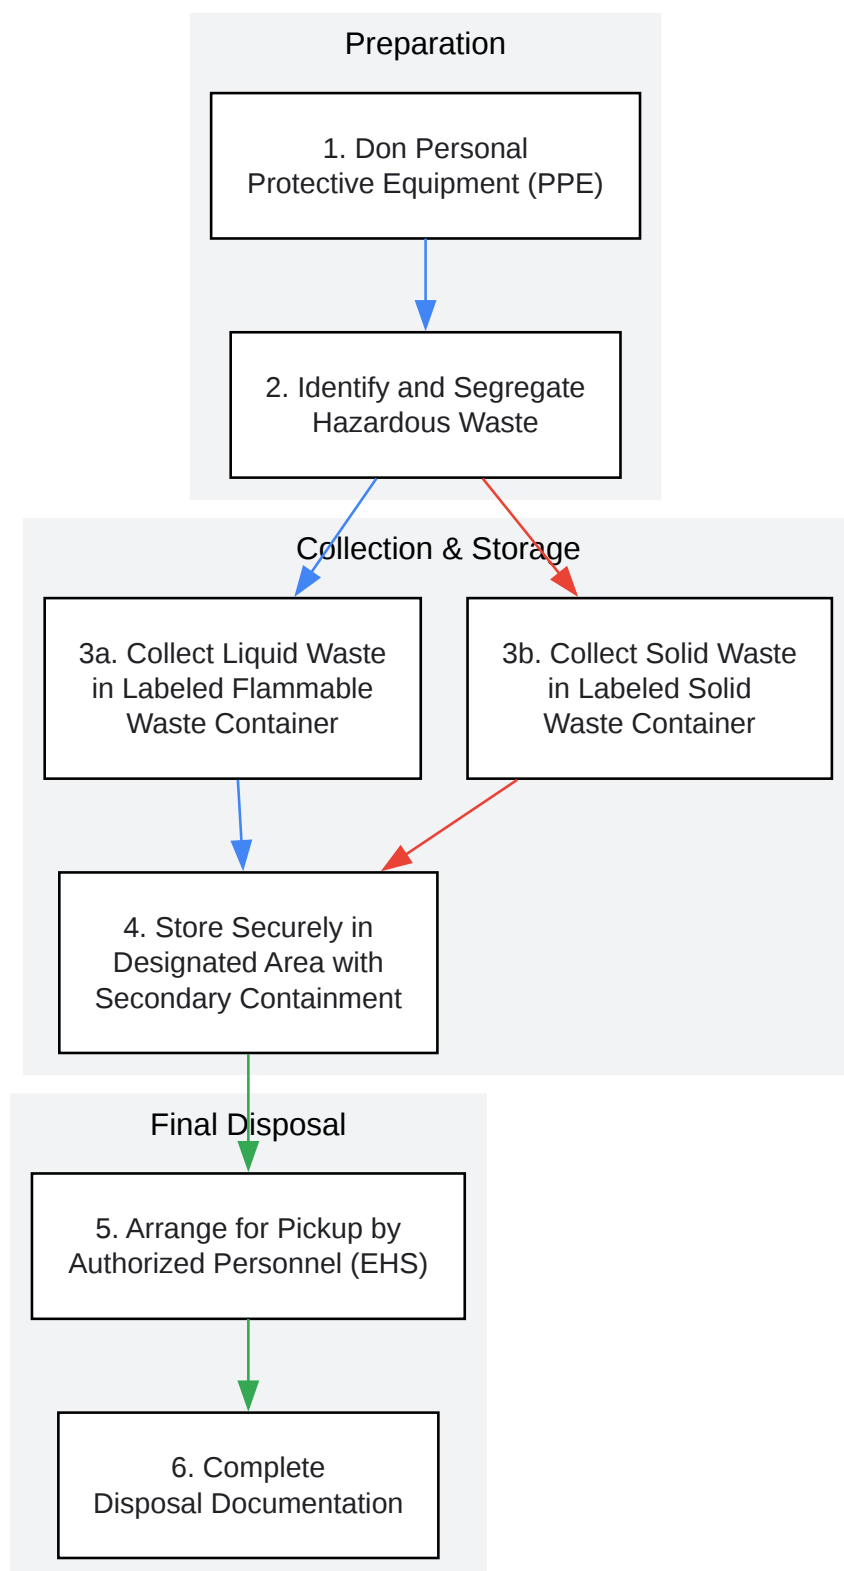 Preparation
1. Don Personal
Protective Equipment (PPE)
2. Identify and Segregate
Hazardous Waste
Collection & Storage
3a. Collect Liquid Waste
in Labeled Flammable
Waste Container
3b. Collect Solid Waste
in Labeled Solid
Waste Container
4. Store Securely in
Designated Area with
Secondary Containment
Final Disposal
5. Arrange for Pickup by
Authorized Personnel (EHS)
6. Complete
Disposal Documentation